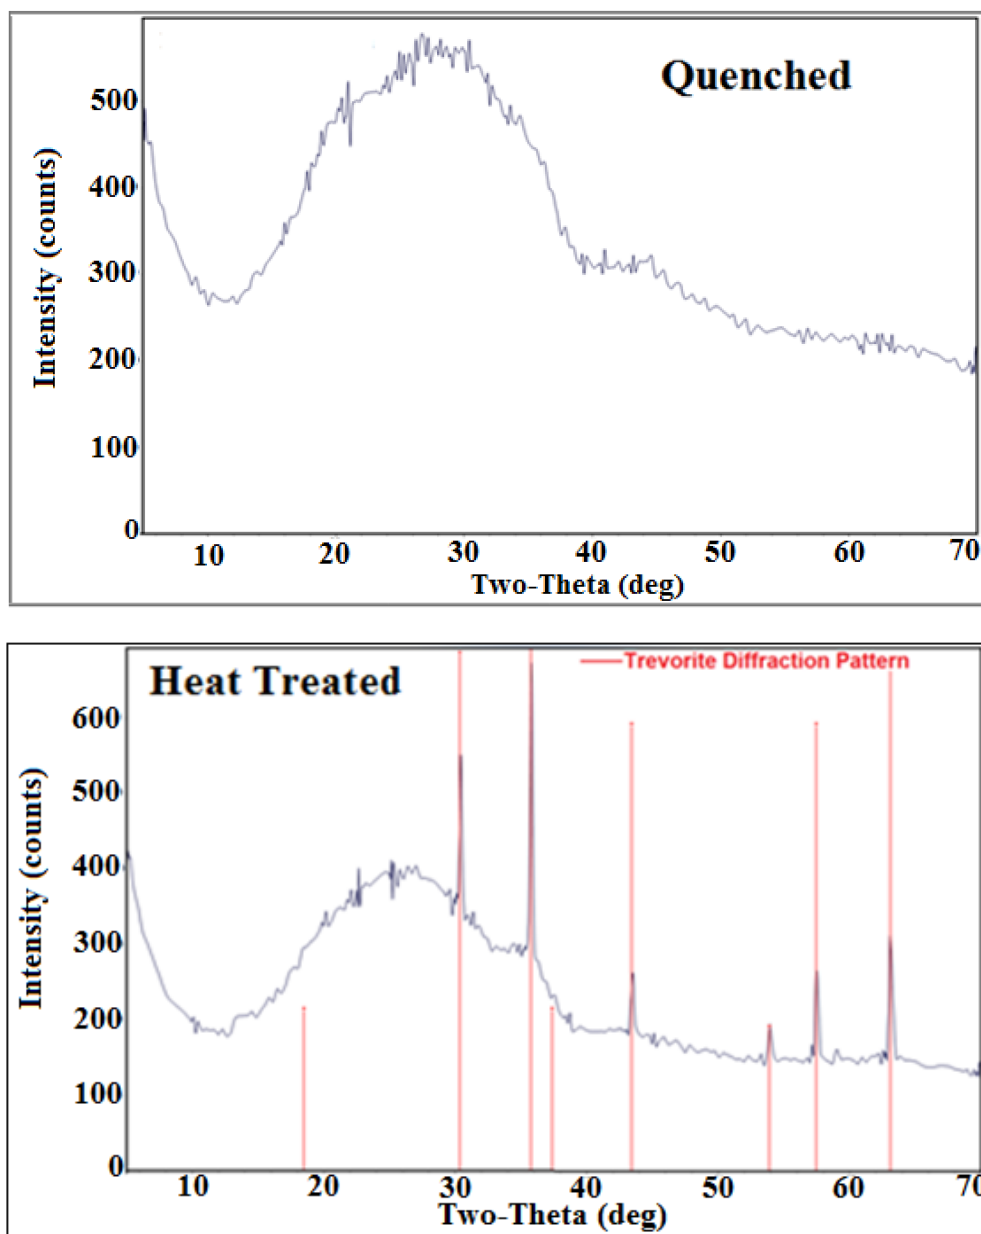 Quenched
Intensity (counts)
500
400
300
200
100
0
10 20 30 40 50 60 70
Two-Theta (deg)
Heat Treated
Trevorite Diffraction Pattern
Intensity (counts)
600
500
400
300
200
100
0
10 20 30 40 50 60 70
Two-Theta (deg)